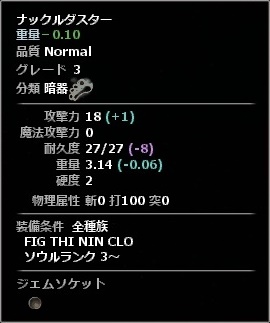 ナックルダスター
重量－0.10
品質 Normal
グレード 3
分類 暗器
攻撃力 18 (+1)
魔法攻撃力 0
耐久度 27/27 (-8)
重量 3.14 (-0.06)
硬度 2
物理属性 斬0 打100 突0
装備条件 全種族
FIG THI NIN CLO
ソウルランク 3～
ジェムソケット